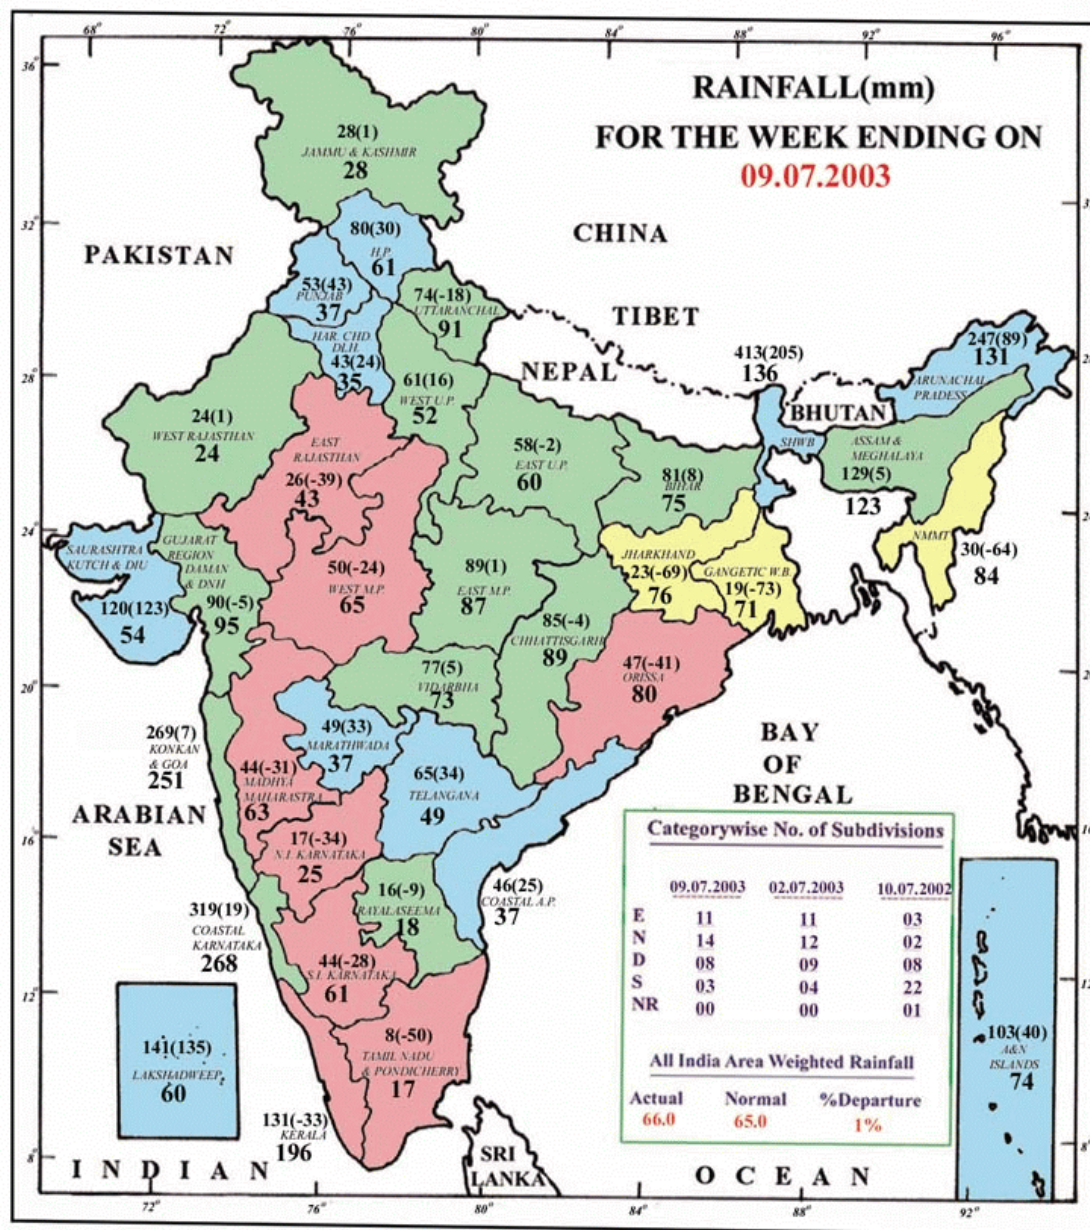 68° 72° 76° 80° 84° 88° 92° 96°
36°
RAINFALL(mm)
FOR THE WEEK ENDING ON
09.07.2003
28(1)
JAMMU & KASHMIR
28
32°
PAKISTAN
CHINA
80(30)
H.P.
61
53(43)
PUNJAB
37
74(-18)
UTTARANCHAL
91
TIBET
HAR. CHD.
DLH.
43(24)
35
NEPAL
413(205)
136
247(89)
131
ARUNACHAL
PRADESH
28°
61(16)
WEST U.P.
52
BHUTAN
24(1)
WEST RAJASTHAN
24
EAST
RAJASTHAN
26(-39)
43
58(-2)
EAST U.P.
60
81(8)
BIHAR
75
SHWB
ASSAM &
MEGHALAYA
129(5)
123
24°
SAURASHTRA
KUTCH & DIU
120(123)
54
GUJARAT
REGION
DAMAN
& DNH
90(-5)
95
50(-24)
WEST M.P.
65
89(1)
EAST M.P.
87
JHARKHAND
23(-69)
76
GANGETIC W.B.
19(-73)
71
NMMT
30(-64)
84
85(-4)
CHHATTISGARH
89
47(-41)
ORISSA
80
20°
77(5)
VIDARBHA
73
269(7)
KONKAN
& GOA
251
49(33)
MARATHWADA
37
44(-31)
MADHYA
MAHARASTRA
63
65(34)
TELANGANA
49
BAY
OF
BENGAL
ARABIAN
SEA
16°
17(-34)
N.I. KARNATAKA
25
16(-9)
RAYALASEEMA
18
46(25)
COASTAL A.P.
37
319(19)
COASTAL
KARNATAKA
268
44(-28)
S.I. KARNATAKA
61
12°
8(-50)
TAMIL NADU
& PONDICHERRY
17
141(135)
LAKSHADWEEP
60
131(-33)
KERALA
196
Categorywise No. of Subdivisions
09.07.2003 02.07.2003 10.07.2002
E 11 11 03
N 14 12 02
D 08 09 08
S 03 04 22
NR 00 00 01
All India Area Weighted Rainfall
Actual Normal %Departure
66.0 65.0 1%
103(40)
A&N
ISLANDS
74
8°
SRI
LANKA
INDIAN OCEAN
72° 76° 80° 84° 88° 92°